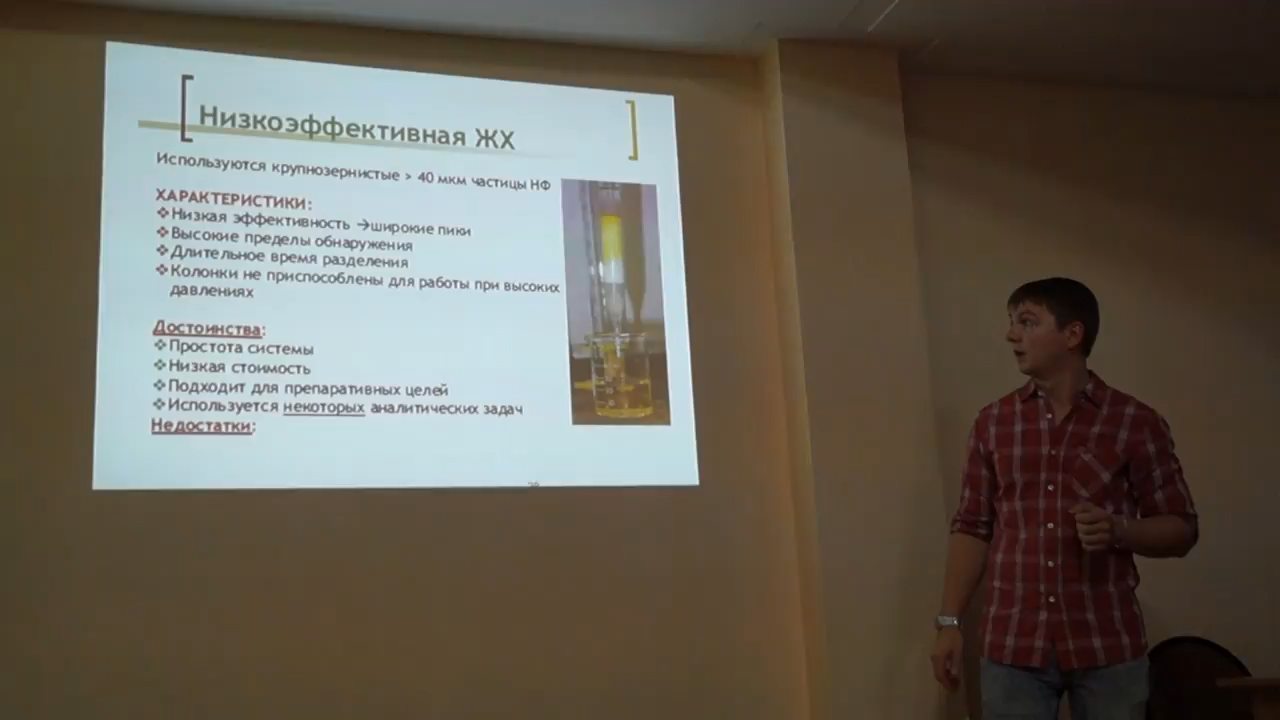 Низкоэффективная ЖХ
Используются крупнозернистые > 40 мкм частицы НФ
ХАРАКТЕРИСТИКИ:
❖Низкая эффективность →широкие пики
❖Высокие пределы обнаружения
❖Длительное время разделения
❖Колонки не приспособлены для работы при высоких
давлениях
Достоинства:
❖Простота системы
❖Низкая стоимость
❖Подходит для препаративных целей
❖Используется некоторых аналитических задач
Недостатки: